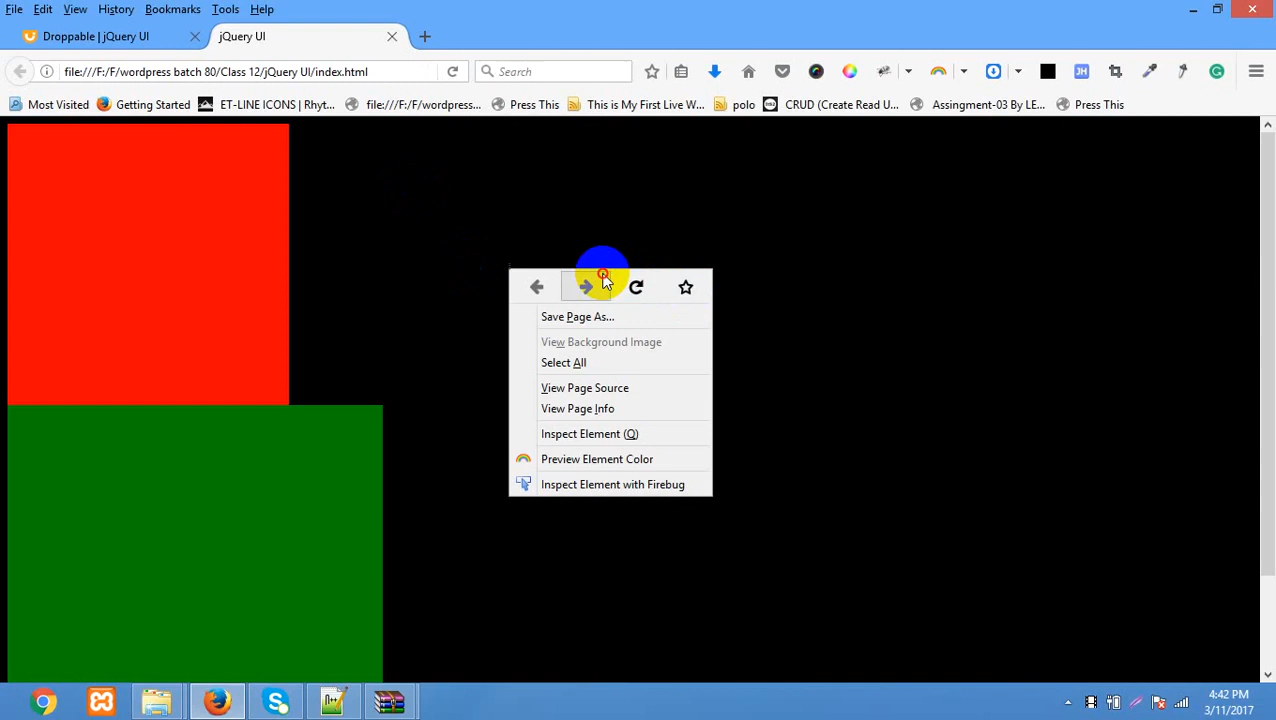 File Edit View History Bookmarks Tools Help
Droppable | jQuery UI jQuery UI
file:///F:/F/wordpress batch 80/Class 12/jQuery UI/index.html Search JH
Most Visited Getting Started ET-LINE ICONS | Rhyt... file:///F:/F/wordpress... Press This This is My First Live W... polo CRUD (Create Read U... Assingment-03 By LE... Press This
Save Page As...
View Background Image
Select All
View Page Source
View Page Info
Inspect Element (Q)
Preview Element Color
Inspect Element with Firebug
4:42 PM
3/11/2017